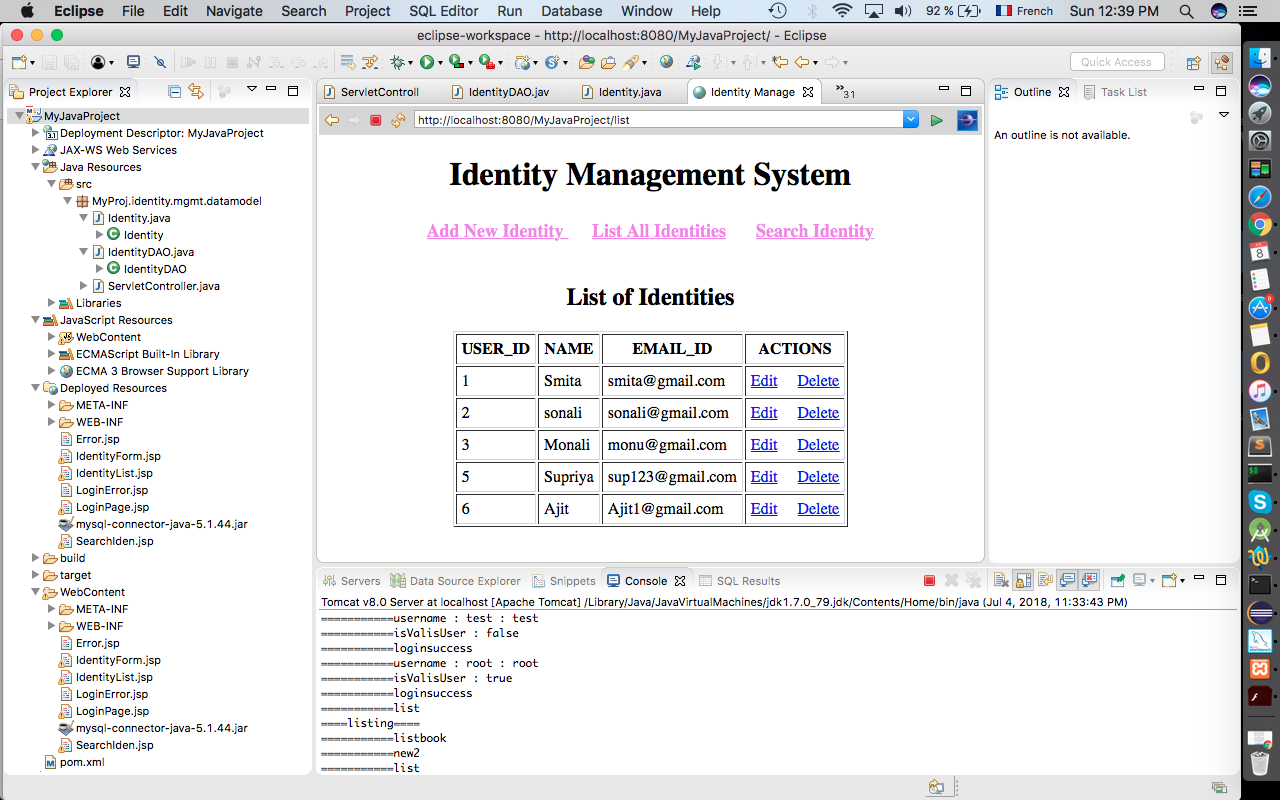 Eclipse File Edit Navigate Search Project SQL Editor Run Database Window Help 92 % French Sun 12:39 PM
eclipse-workspace - http://localhost:8080/MyJavaProject/ - Eclipse
Quick Access
Project Explorer
MyJavaProject
Deployment Descriptor: MyJavaProject
JAX-WS Web Services
Java Resources
src
MyProj.identity.mgmt.datamodel
Identity.java
Identity
IdentityDAO.java
IdentityDAO
ServletController.java
Libraries
JavaScript Resources
WebContent
ECMAScript Built-In Library
ECMA 3 Browser Support Library
Deployed Resources
META-INF
WEB-INF
Error.jsp
IdentityForm.jsp
IdentityList.jsp
LoginError.jsp
LoginPage.jsp
mysql-connector-java-5.1.44.jar
SearchIden.jsp
build
target
WebContent
META-INF
WEB-INF
Error.jsp
IdentityForm.jsp
IdentityList.jsp
LoginError.jsp
LoginPage.jsp
mysql-connector-java-5.1.44.jar
SearchIden.jsp
pom.xml
ServletControll IdentityDAO.jav Identity.java Identity Manage »31
http://localhost:8080/MyJavaProject/list
Identity Management System
Add New Identity List All Identities Search Identity
List of Identities
USER_ID NAME EMAIL_ID ACTIONS
1 Smita smita@gmail.com Edit Delete
2 sonali sonali@gmail.com Edit Delete
3 Monali monu@gmail.com Edit Delete
5 Supriya sup123@gmail.com Edit Delete
6 Ajit Ajit1@gmail.com Edit Delete
Outline Task List
An outline is not available.
Servers Data Source Explorer Snippets Console SQL Results
Tomcat v8.0 Server at localhost [Apache Tomcat] /Library/Java/JavaVirtualMachines/jdk1.7.0_79.jdk/Contents/Home/bin/java (Jul 4, 2018, 11:33:43 PM)
===========username : test : test
===========isValisUser : false
===========loginsuccess
===========username : root : root
===========isValisUser : true
===========loginsuccess
===========list
====listing====
===========listbook
===========new2
===========list